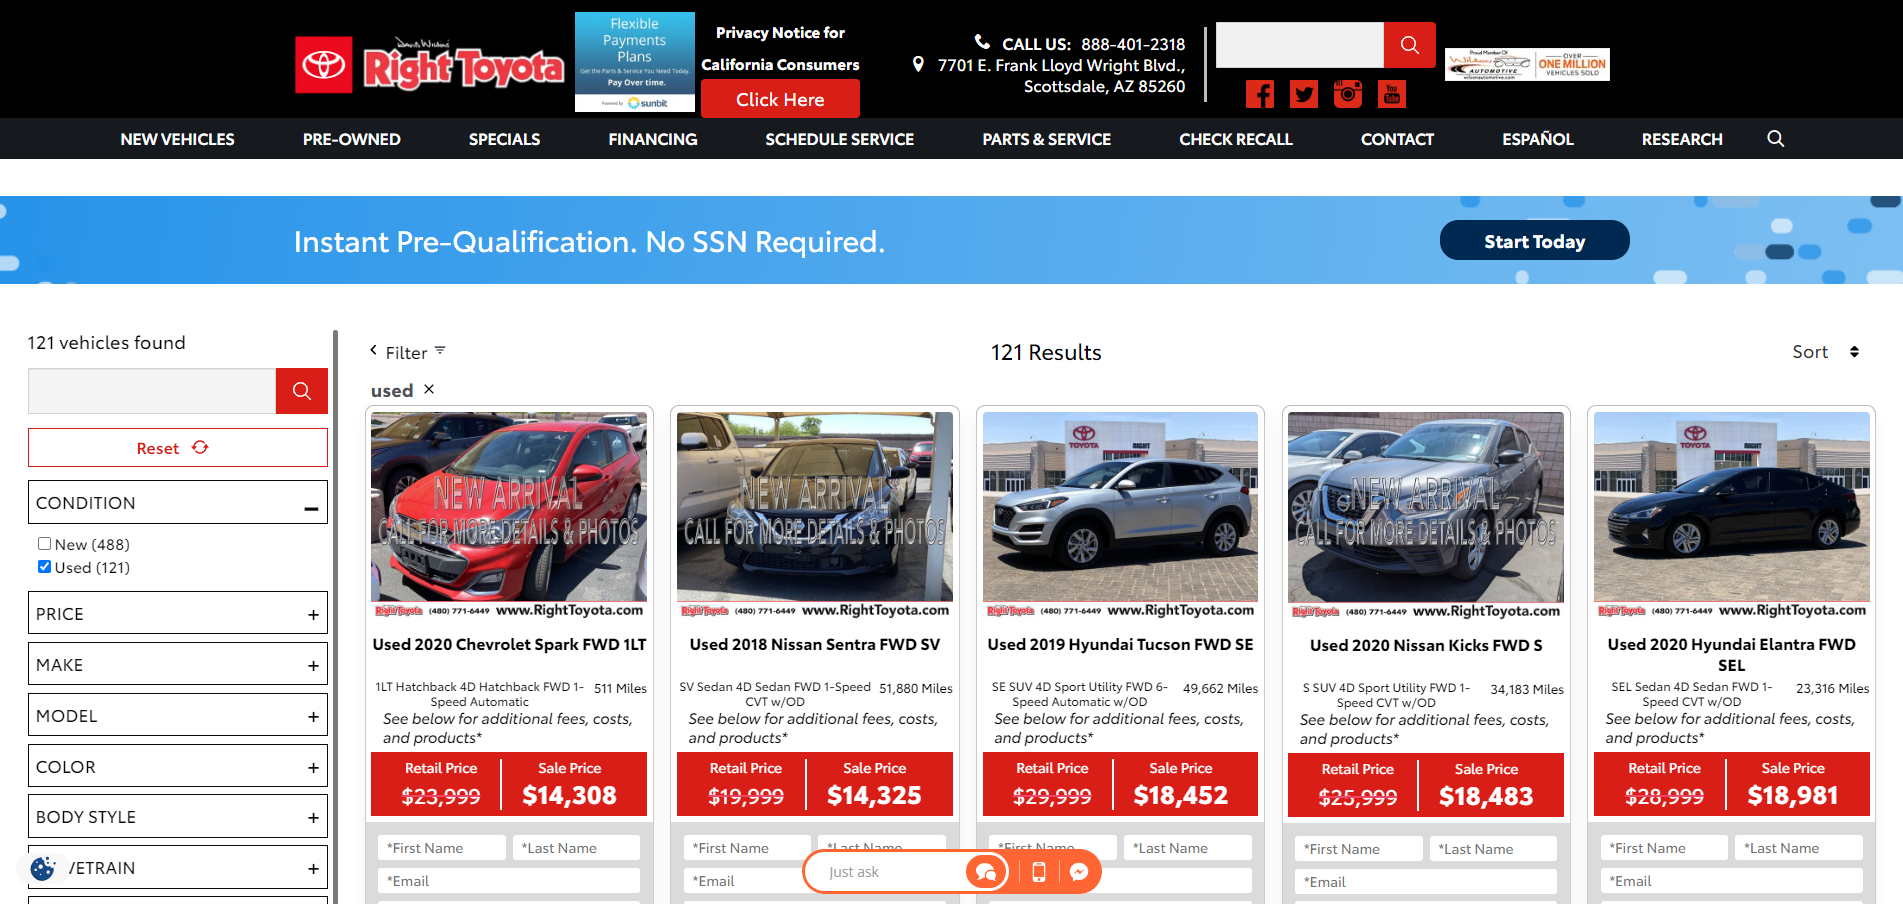 David Wilson's
Right Toyota
Flexible
Payments
Plans
Get the Parts & Service You Need Today.
Pay Over time.
Powered by sunbit
Privacy Notice for
California Consumers
Click Here
CALL US: 888-401-2318
7701 E. Frank Lloyd Wright Blvd.,
Scottsdale, AZ 85260
You
Tube
Proud Member Of
Wilson
AUTOMOTIVE
wilsonautomotive.com
OVER
ONE MILLION
VEHICLES SOLD
NEW VEHICLES
PRE-OWNED
SPECIALS
FINANCING
SCHEDULE SERVICE
PARTS & SERVICE
CHECK RECALL
CONTACT
ESPAÑOL
RESEARCH
Instant Pre-Qualification. No SSN Required.
Start Today
121 vehicles found
Reset
CONDITION
New (488)
Used (121)
PRICE
MAKE
MODEL
COLOR
BODY STYLE
VETRAIN
Filter
121 Results
Sort
used
NEW ARRIVAL
CALL FOR MORE DETAILS & PHOTOS
Right Toyota (480) 771-6449 www.RightToyota.com
Used 2020 Chevrolet Spark FWD 1LT
1LT Hatchback 4D Hatchback FWD 1-
Speed Automatic
511 Miles
See below for additional fees, costs,
and products*
Retail Price
$23,999
Sale Price
$14,308
*First Name
*Last Name
*Email
NEW ARRIVAL
CALL FOR MORE DETAILS & PHOTOS
Right Toyota (480) 771-6449 www.RightToyota.com
Used 2018 Nissan Sentra FWD SV
SV Sedan 4D Sedan FWD 1-Speed
CVT w/OD
51,880 Miles
See below for additional fees, costs,
and products*
Retail Price
$19,999
Sale Price
$14,325
*First Name
*Last Name
*Email
TOYOTA
RIGHT
Right Toyota (480) 771-6449 www.RightToyota.com
Used 2019 Hyundai Tucson FWD SE
SE SUV 4D Sport Utility FWD 6-
Speed Automatic w/OD
49,662 Miles
See below for additional fees, costs,
and products*
Retail Price
$29,999
Sale Price
$18,452
*First Name
*Last Name
NEW ARRIVAL
CALL FOR MORE DETAILS & PHOTOS
Right Toyota (480) 771-6449 www.RightToyota.com
Used 2020 Nissan Kicks FWD S
S SUV 4D Sport Utility FWD 1-
Speed CVT w/OD
34,183 Miles
See below for additional fees, costs,
and products*
Retail Price
$25,999
Sale Price
$18,483
*First Name
*Last Name
*Email
TOYOTA
RIGHT
Right Toyota (480) 771-6449 www.RightToyota.com
Used 2020 Hyundai Elantra FWD
SEL
SEL Sedan 4D Sedan FWD 1-
Speed CVT w/OD
23,316 Miles
See below for additional fees, costs,
and products*
Retail Price
$28,999
Sale Price
$18,981
*First Name
*Last Name
*Email
Just ask